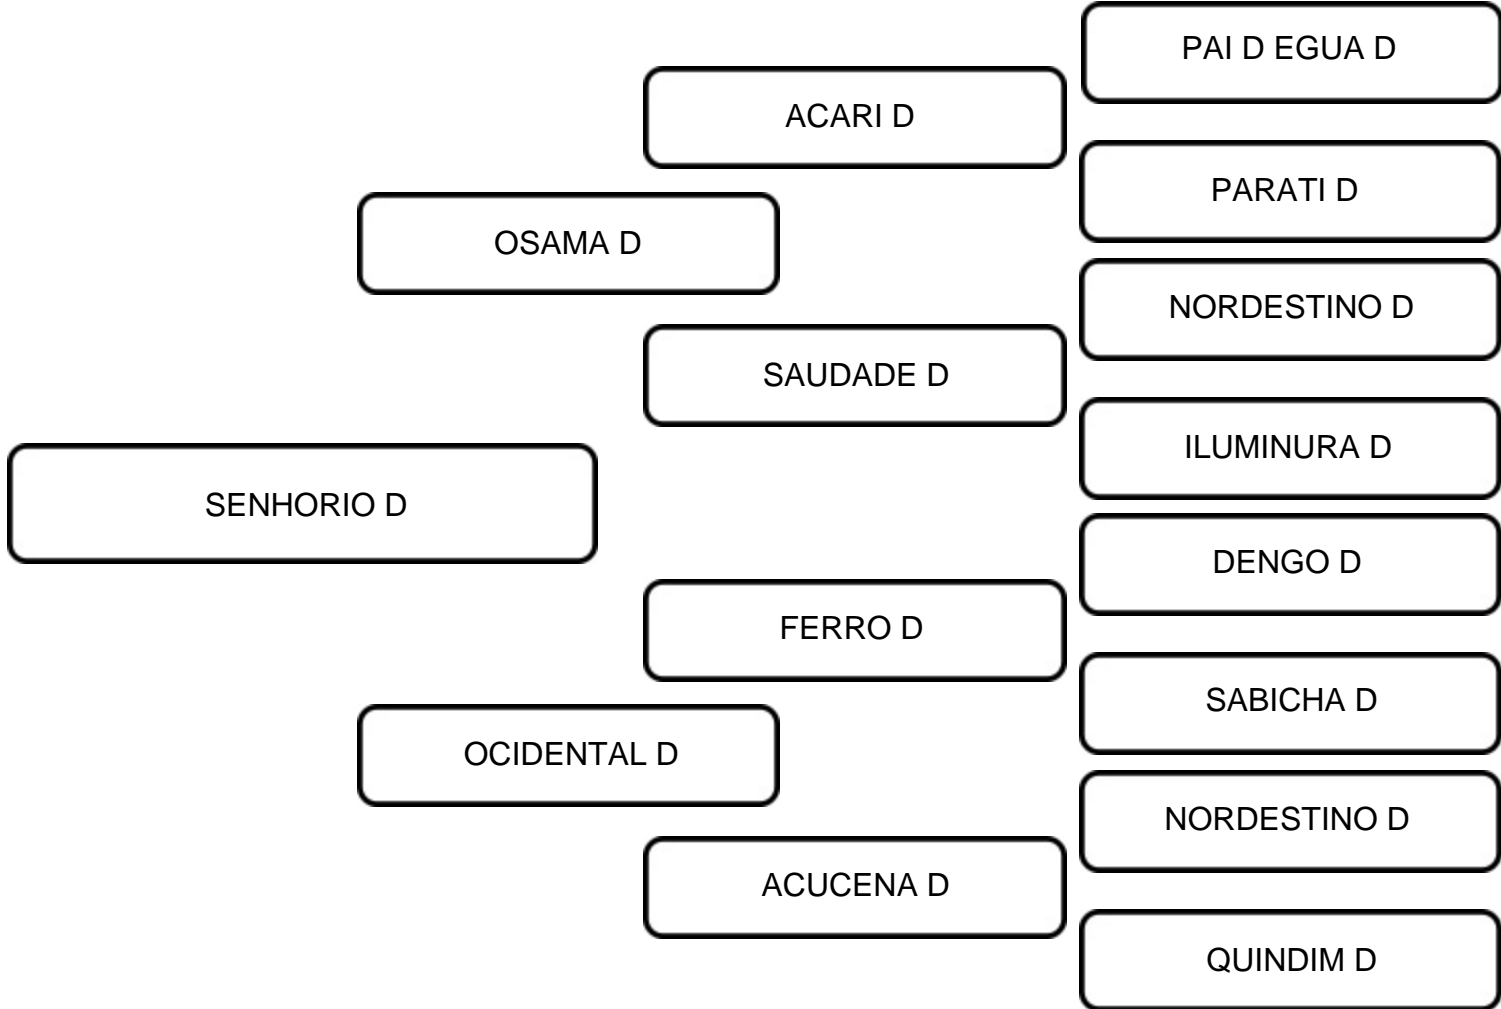 PAI D EGUA D
ACARI D
PARATI D
OSAMA D
NORDESTINO D
SAUDADE D
ILUMINURA D
SENHORIO D
DENGO D
FERRO D
SABICHA D
OCIDENTAL D
NORDESTINO D
ACUCENA D
QUINDIM D